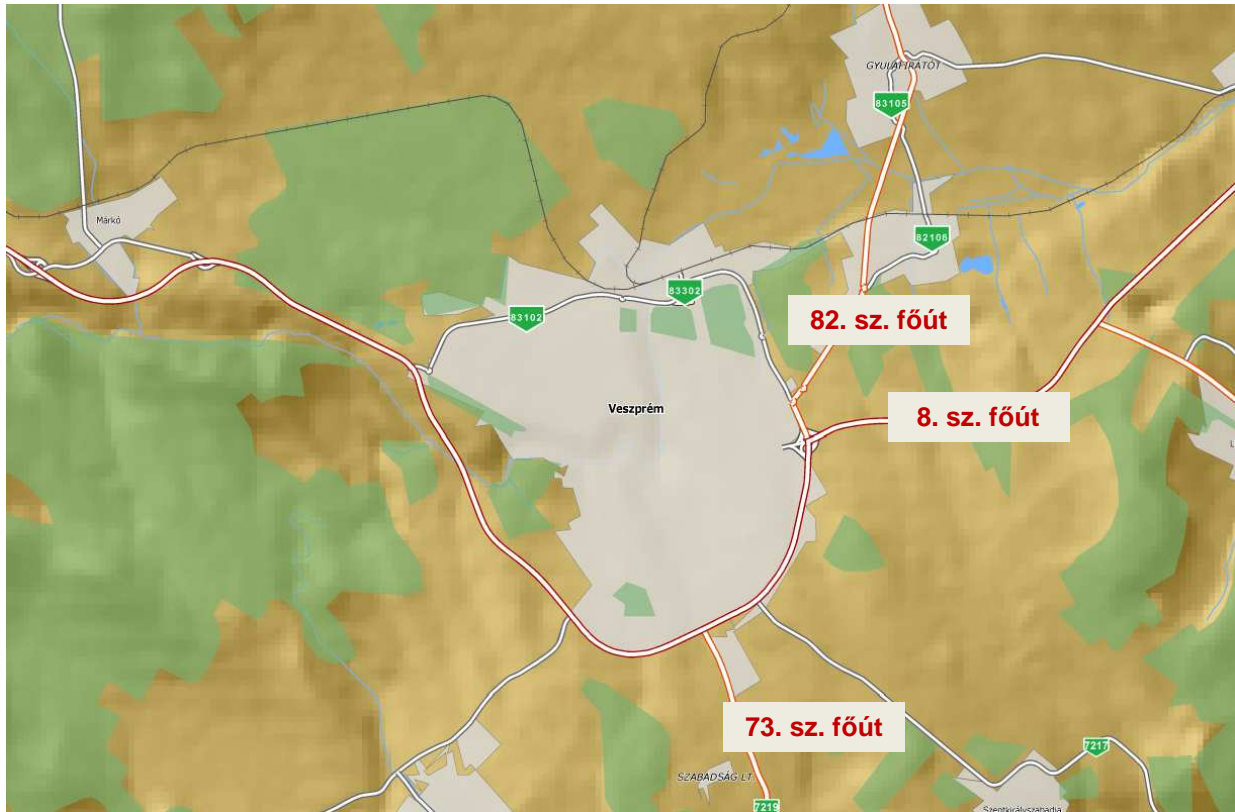 GYULAFIRÁTÓT
83105
Márkó
82108
83302
83102
82. sz. főút
Veszprém
8. sz. főút
L
73. sz. főút
7217
SZABADSÁG LT
7219
Szentkirályszabadja